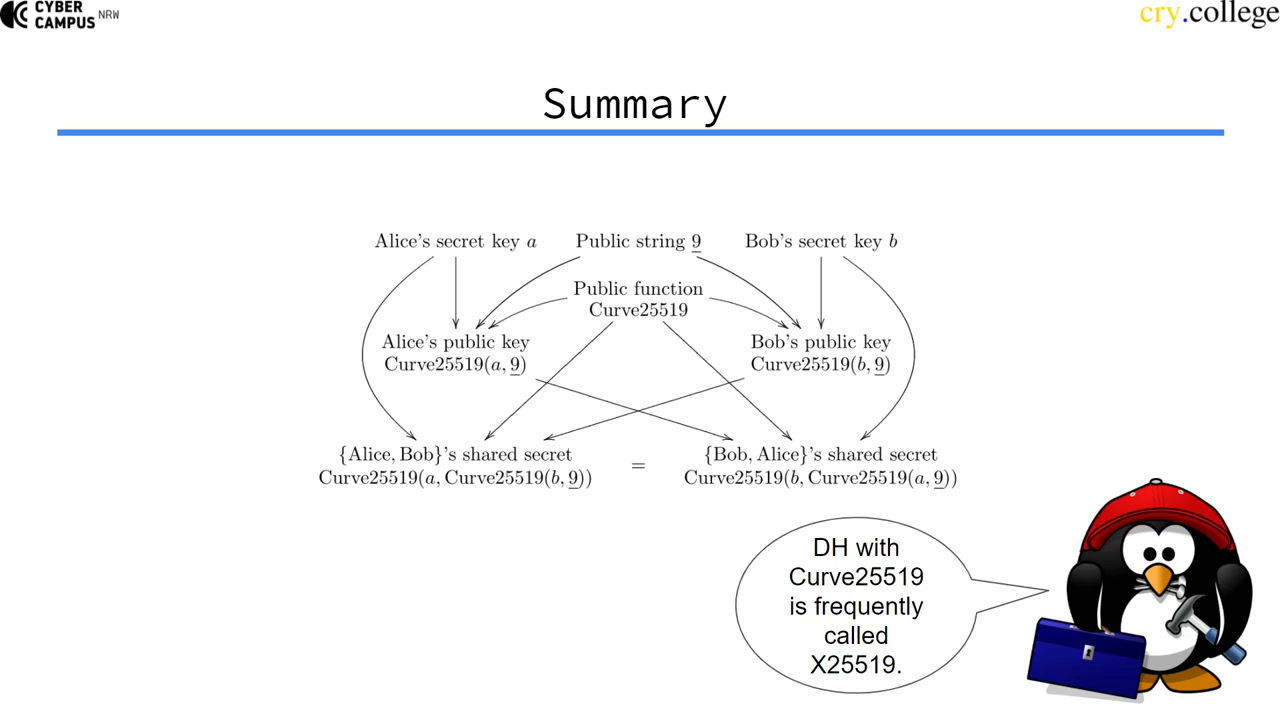 CYBER
CAMPUS NRW
cry.college
Summary
Alice's secret key a
Public string 9
Bob's secret key b
Public function
Curve25519
Alice's public key
Curve25519(a, 9)
Bob's public key
Curve25519(b, 9)
{Alice, Bob}'s shared secret
Curve25519(a, Curve25519(b, 9))
=
{Bob, Alice}'s shared secret
Curve25519(b, Curve25519(a, 9))
DH with
Curve25519
is frequently
called
X25519.